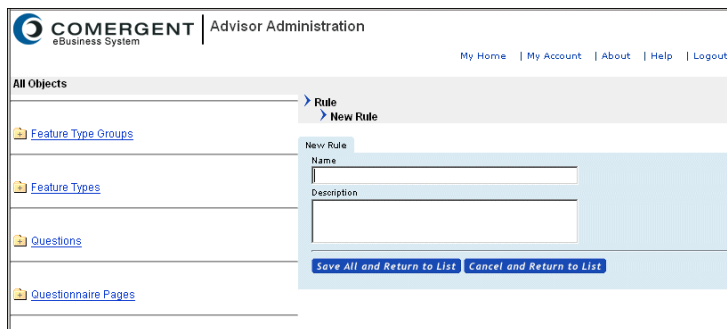 COMERGENT
eBusiness System
Advisor Administration
My Home | My Account | About | Help | Logout
All Objects
Rule
New Rule
Feature Type Groups
New Rule
Name
Feature Types
Description
Questions
Save All and Return to List Cancel and Return to List
Questionnaire Pages